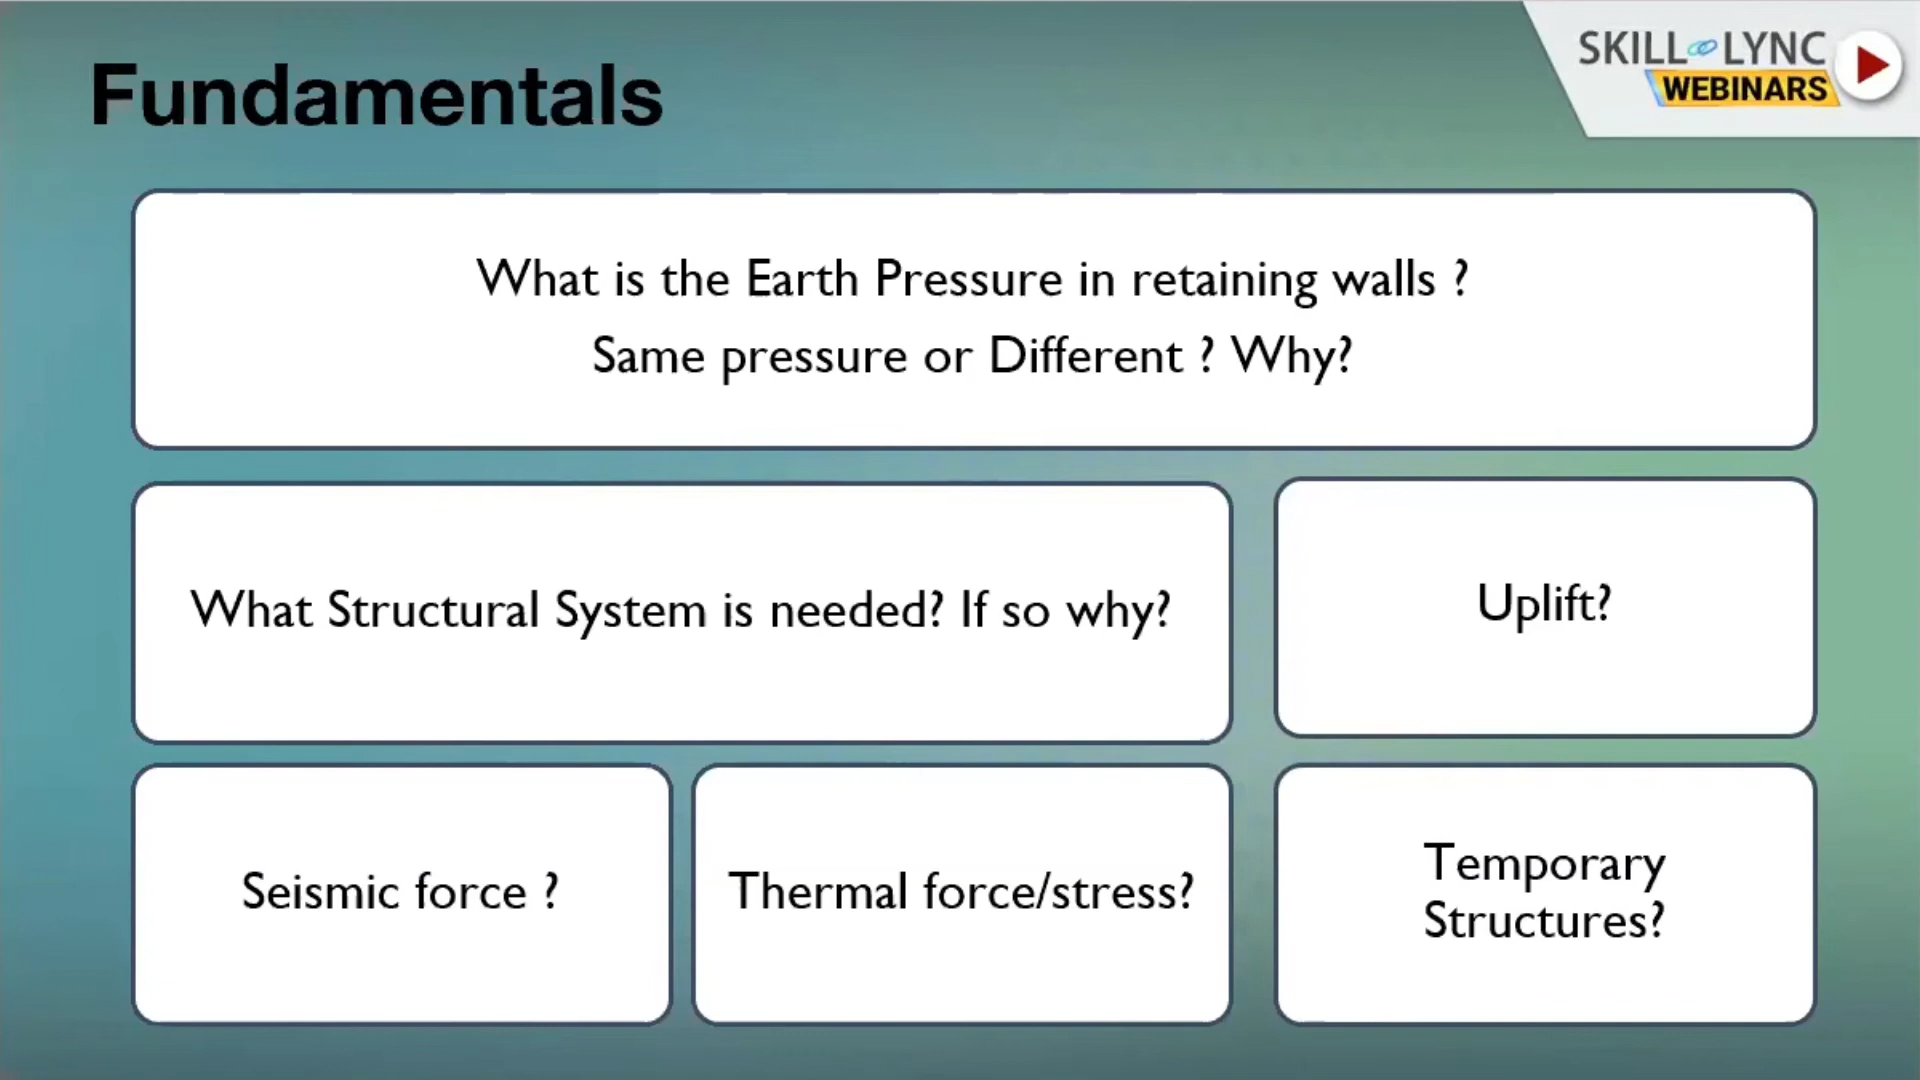 Fundamentals
SKILL LYNC
WEBINARS
What is the Earth Pressure in retaining walls ?
Same pressure or Different ? Why?
What Structural System is needed? If so why?
Uplift?
Seismic force ?
Thermal force/stress?
Temporary
Structures?